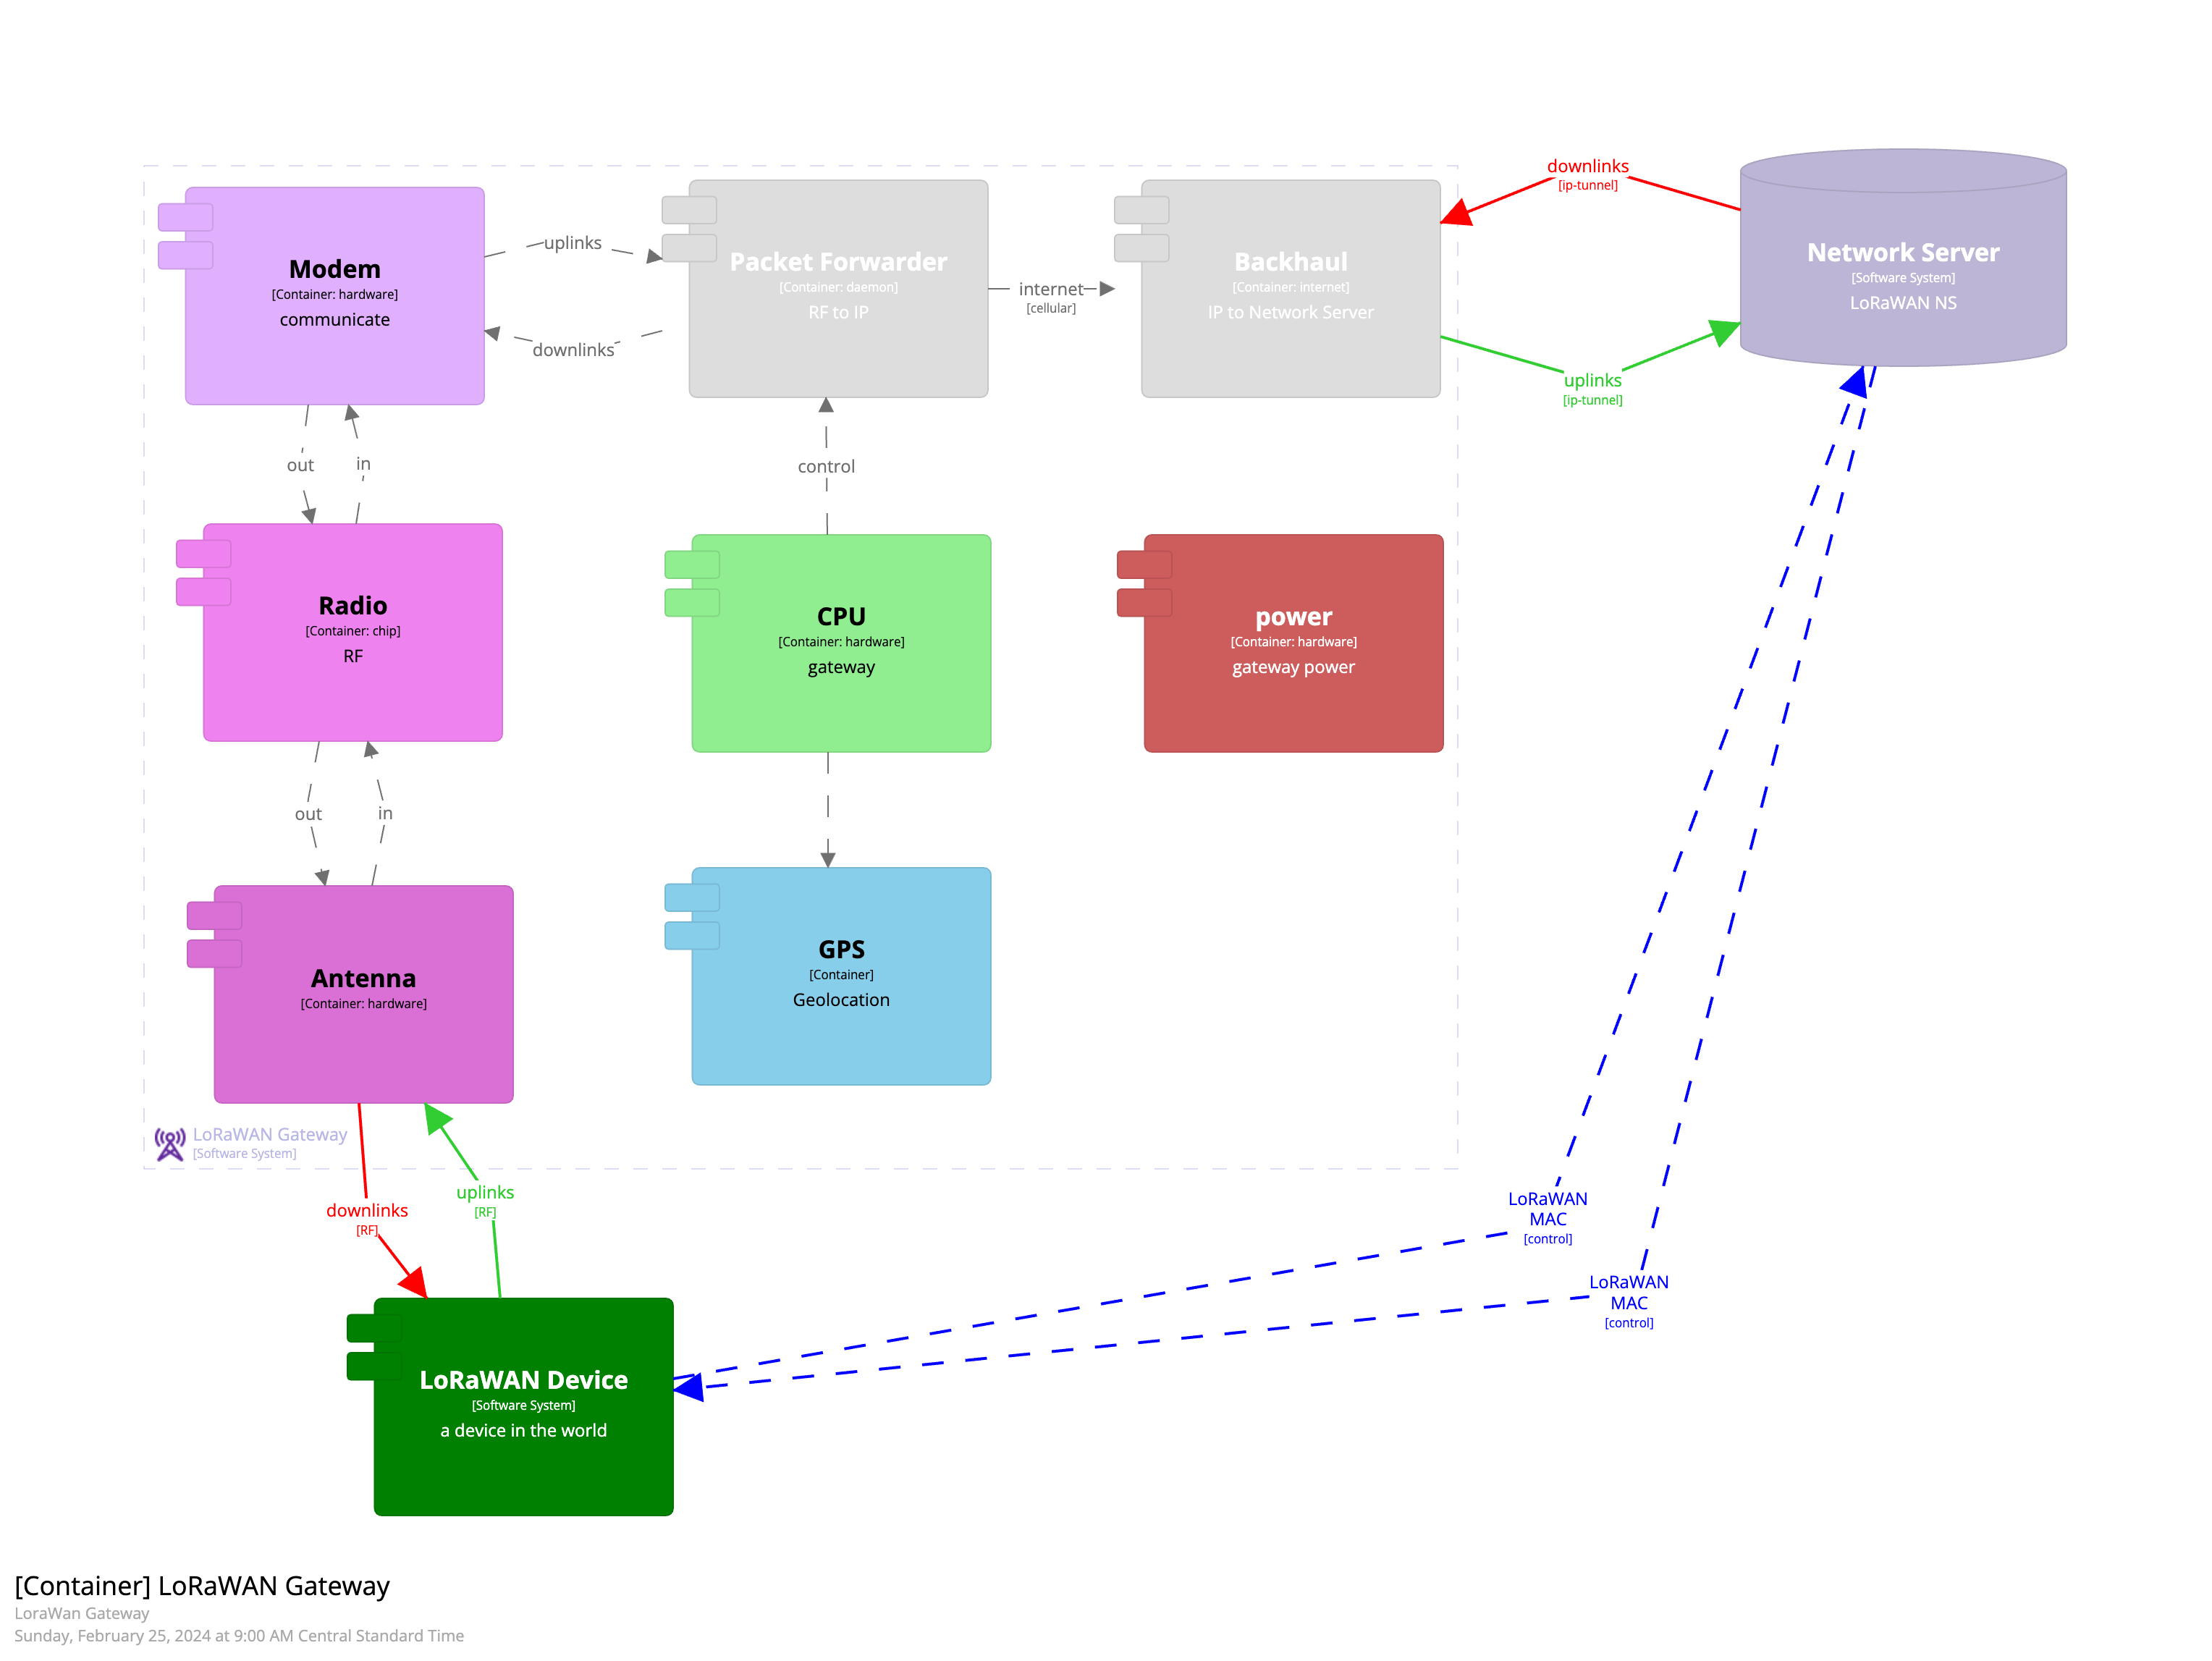 downlinks
[ip-tunnel]
Modem
[Container: hardware]
communicate
uplinks
downlinks
Packet Forwarder
[Container: daemon]
RF to IP
internet
[cellular]
Backhaul
[Container: internet]
IP to Network Server
Network Server
[Software System]
LoRaWAN NS
uplinks
[ip-tunnel]
out
in
control
Radio
[Container: chip]
RF
CPU
[Container: hardware]
gateway
power
[Container: hardware]
gateway power
out
in
Antenna
[Container: hardware]
GPS
[Container]
Geolocation
LoRaWAN Gateway
[Software System]
downlinks
[RF]
uplinks
[RF]
LoRaWAN
MAC
[control]
LoRaWAN
MAC
[control]
LoRaWAN Device
[Software System]
a device in the world
[Container] LoRaWAN Gateway
LoraWan Gateway
Sunday, February 25, 2024 at 9:00 AM Central Standard Time